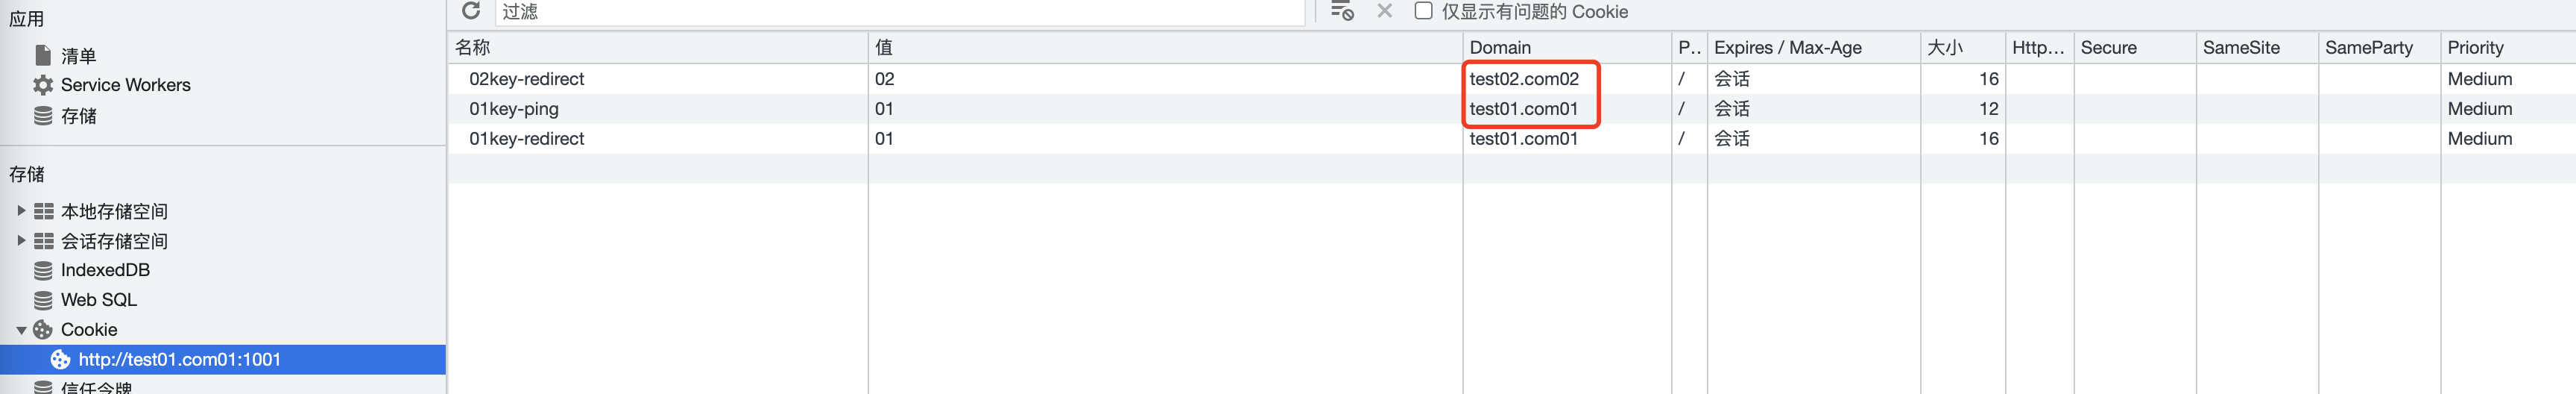 应用
清单
Service Workers
存储
存储
本地存储空间
会话存储空间
IndexedDB
Web SQL
Cookie
http://test01.com01:1001
信任令牌
过滤
仅显示有问题的 Cookie
名称 值 Domain P.. Expires / Max-Age 大小 Http... Secure SameSite SameParty Priority
02key-redirect 02 test02.com02 / 会话 16 Medium
01key-ping 01 test01.com01 / 会话 12 Medium
01key-redirect 01 test01.com01 / 会话 16 Medium